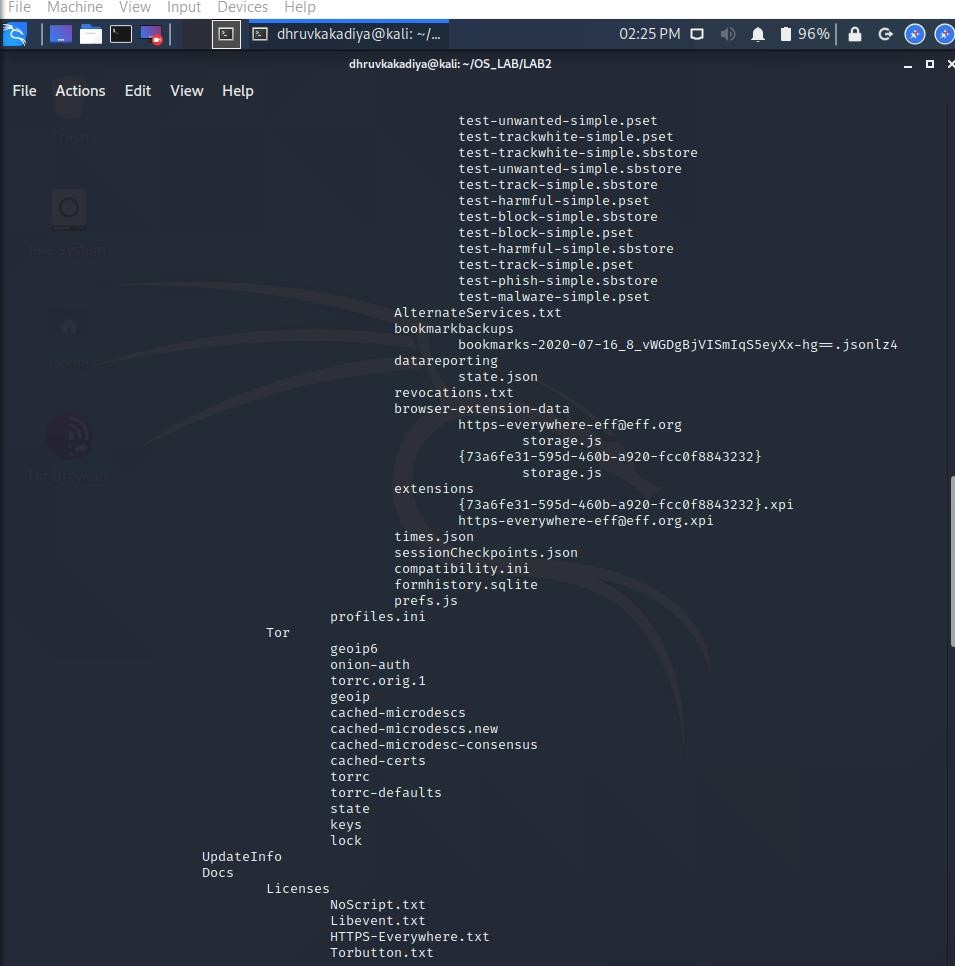 File Machine View Input Devices Help
dhruvkakadiya@kali: ~/... 02:25 PM 96%
dhruvkakadiya@kali: ~/OS_LAB/LAB2
File Actions Edit View Help
Trash
File System
Home
Tor Browser
test-unwanted-simple.pset
test-trackwhite-simple.pset
test-trackwhite-simple.sbstore
test-unwanted-simple.sbstore
test-track-simple.sbstore
test-harmful-simple.pset
test-block-simple.sbstore
test-block-simple.pset
test-harmful-simple.sbstore
test-track-simple.pset
test-phish-simple.sbstore
test-malware-simple.pset
AlternateServices.txt
bookmarkbackups
bookmarks-2020-07-16_8_vWGDgBjVISmIqS5eyXx-hg==.jsonlz4
datareporting
state.json
revocations.txt
browser-extension-data
https-everywhere-eff@eff.org
storage.js
{73a6fe31-595d-460b-a920-fcc0f8843232}
storage.js
extensions
{73a6fe31-595d-460b-a920-fcc0f8843232}.xpi
https-everywhere-eff@eff.org.xpi
times.json
sessionCheckpoints.json
compatibility.ini
formhistory.sqlite
prefs.js
profiles.ini
Tor
geoip6
onion-auth
torrc.orig.1
geoip
cached-microdescs
cached-microdescs.new
cached-microdesc-consensus
cached-certs
torrc
torrc-defaults
state
keys
lock
UpdateInfo
Docs
Licenses
NoScript.txt
Libevent.txt
HTTPS-Everywhere.txt
Torbutton.txt